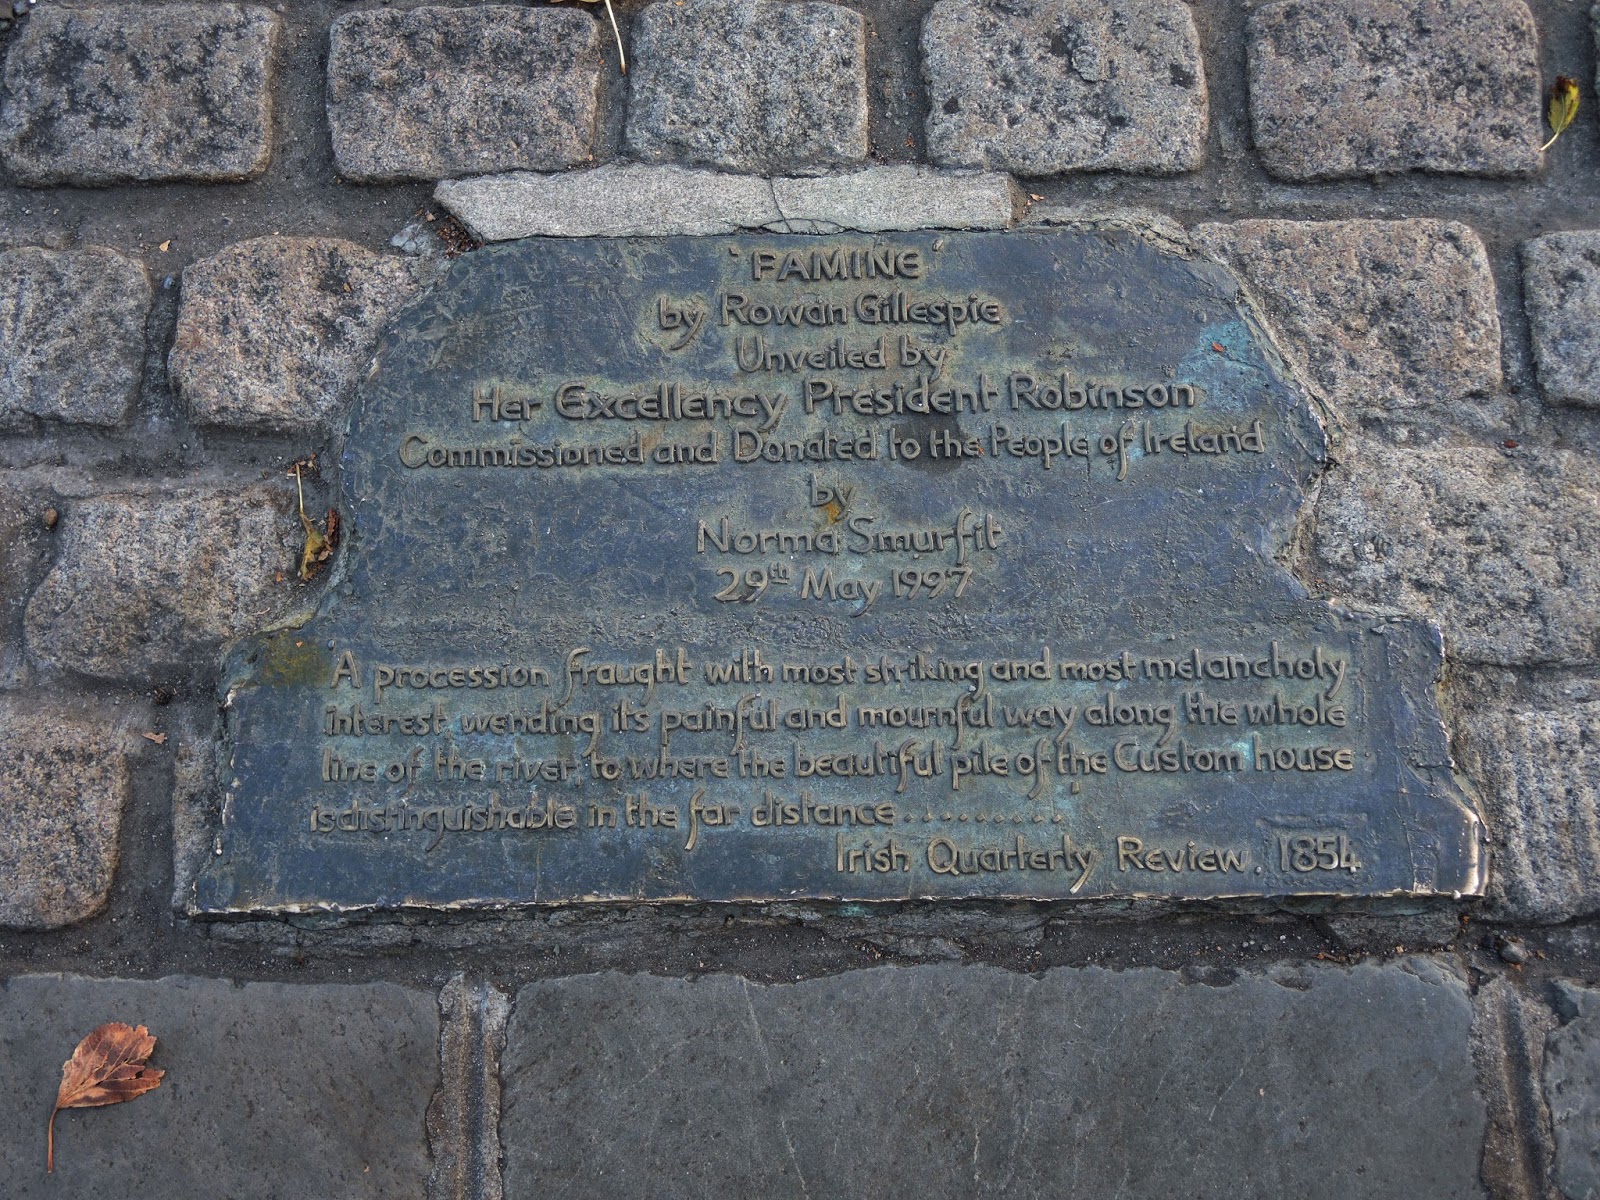 'FAMINE'
by Rowan Gillespie
Unveiled by
Her Excellency President Robinson
Commissioned and Donated to the People of Ireland
by
Norma Smurfit
29th May 1997
'A procession fraught with most striking and most melancholy
interest, wending its painful and mournful way along the whole
line of the river, to where the beautiful pile of the Custom house
is distinguishable in the far distance..........
Irish Quarterly Review, 1854